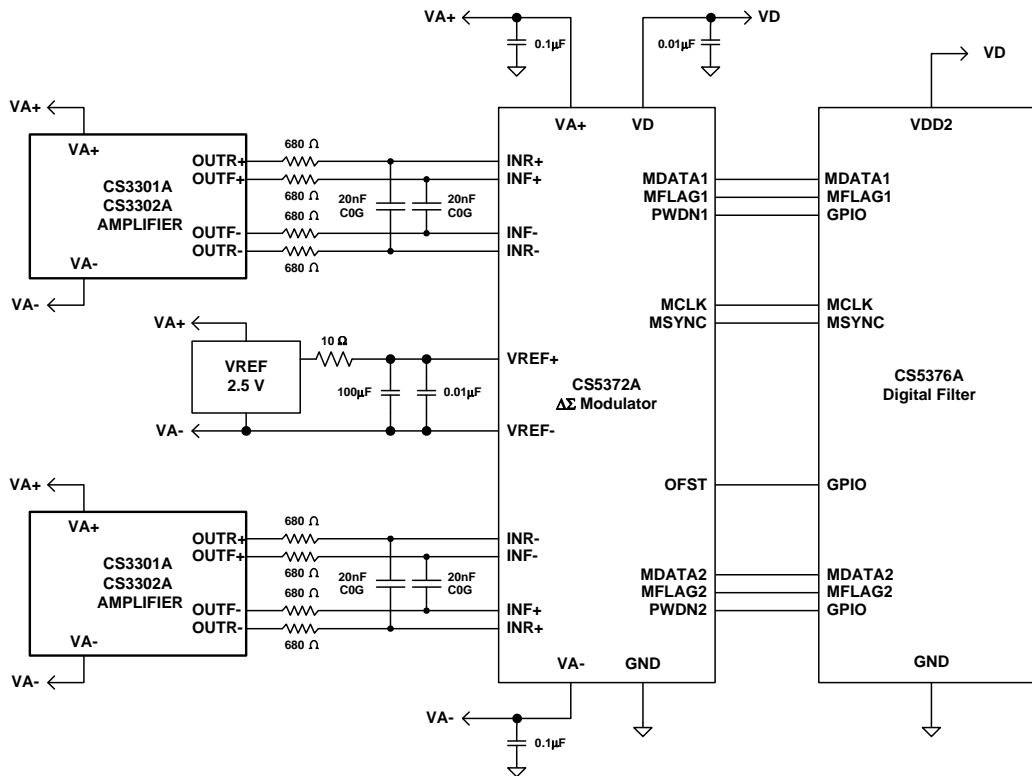 VA+
0.1µF
0.01µF
VD
VD
VA+
VA+
CS3301A
CS3302A
AMPLIFIER
OUTR+
OUTF+
OUTF-
OUTR-
VA-
VA-
680 Ω
680 Ω
680 Ω
680 Ω
20nF
C0G
20nF
C0G
VA+
VREF
2.5 V
VA-
10 Ω
100µF
0.01µF
VA+
VA+
CS3301A
CS3302A
AMPLIFIER
OUTR+
OUTF+
OUTF-
OUTR-
VA-
VA-
680 Ω
680 Ω
680 Ω
680 Ω
20nF
C0G
20nF
C0G
VA+
VD
INR+
INF+
INF-
INR-
VREF+
VREF-
CS5372A
ΔΣ Modulator
INR-
INF-
INF+
INR+
MDATA1
MFLAG1
PWDN1
MCLK
MSYNC
OFST
MDATA2
MFLAG2
PWDN2
VA-
GND
VA-
0.1µF
VDD2
MDATA1
MFLAG1
GPIO
MCLK
MSYNC
CS5376A
Digital Filter
GPIO
MDATA2
MFLAG2
GPIO
GND